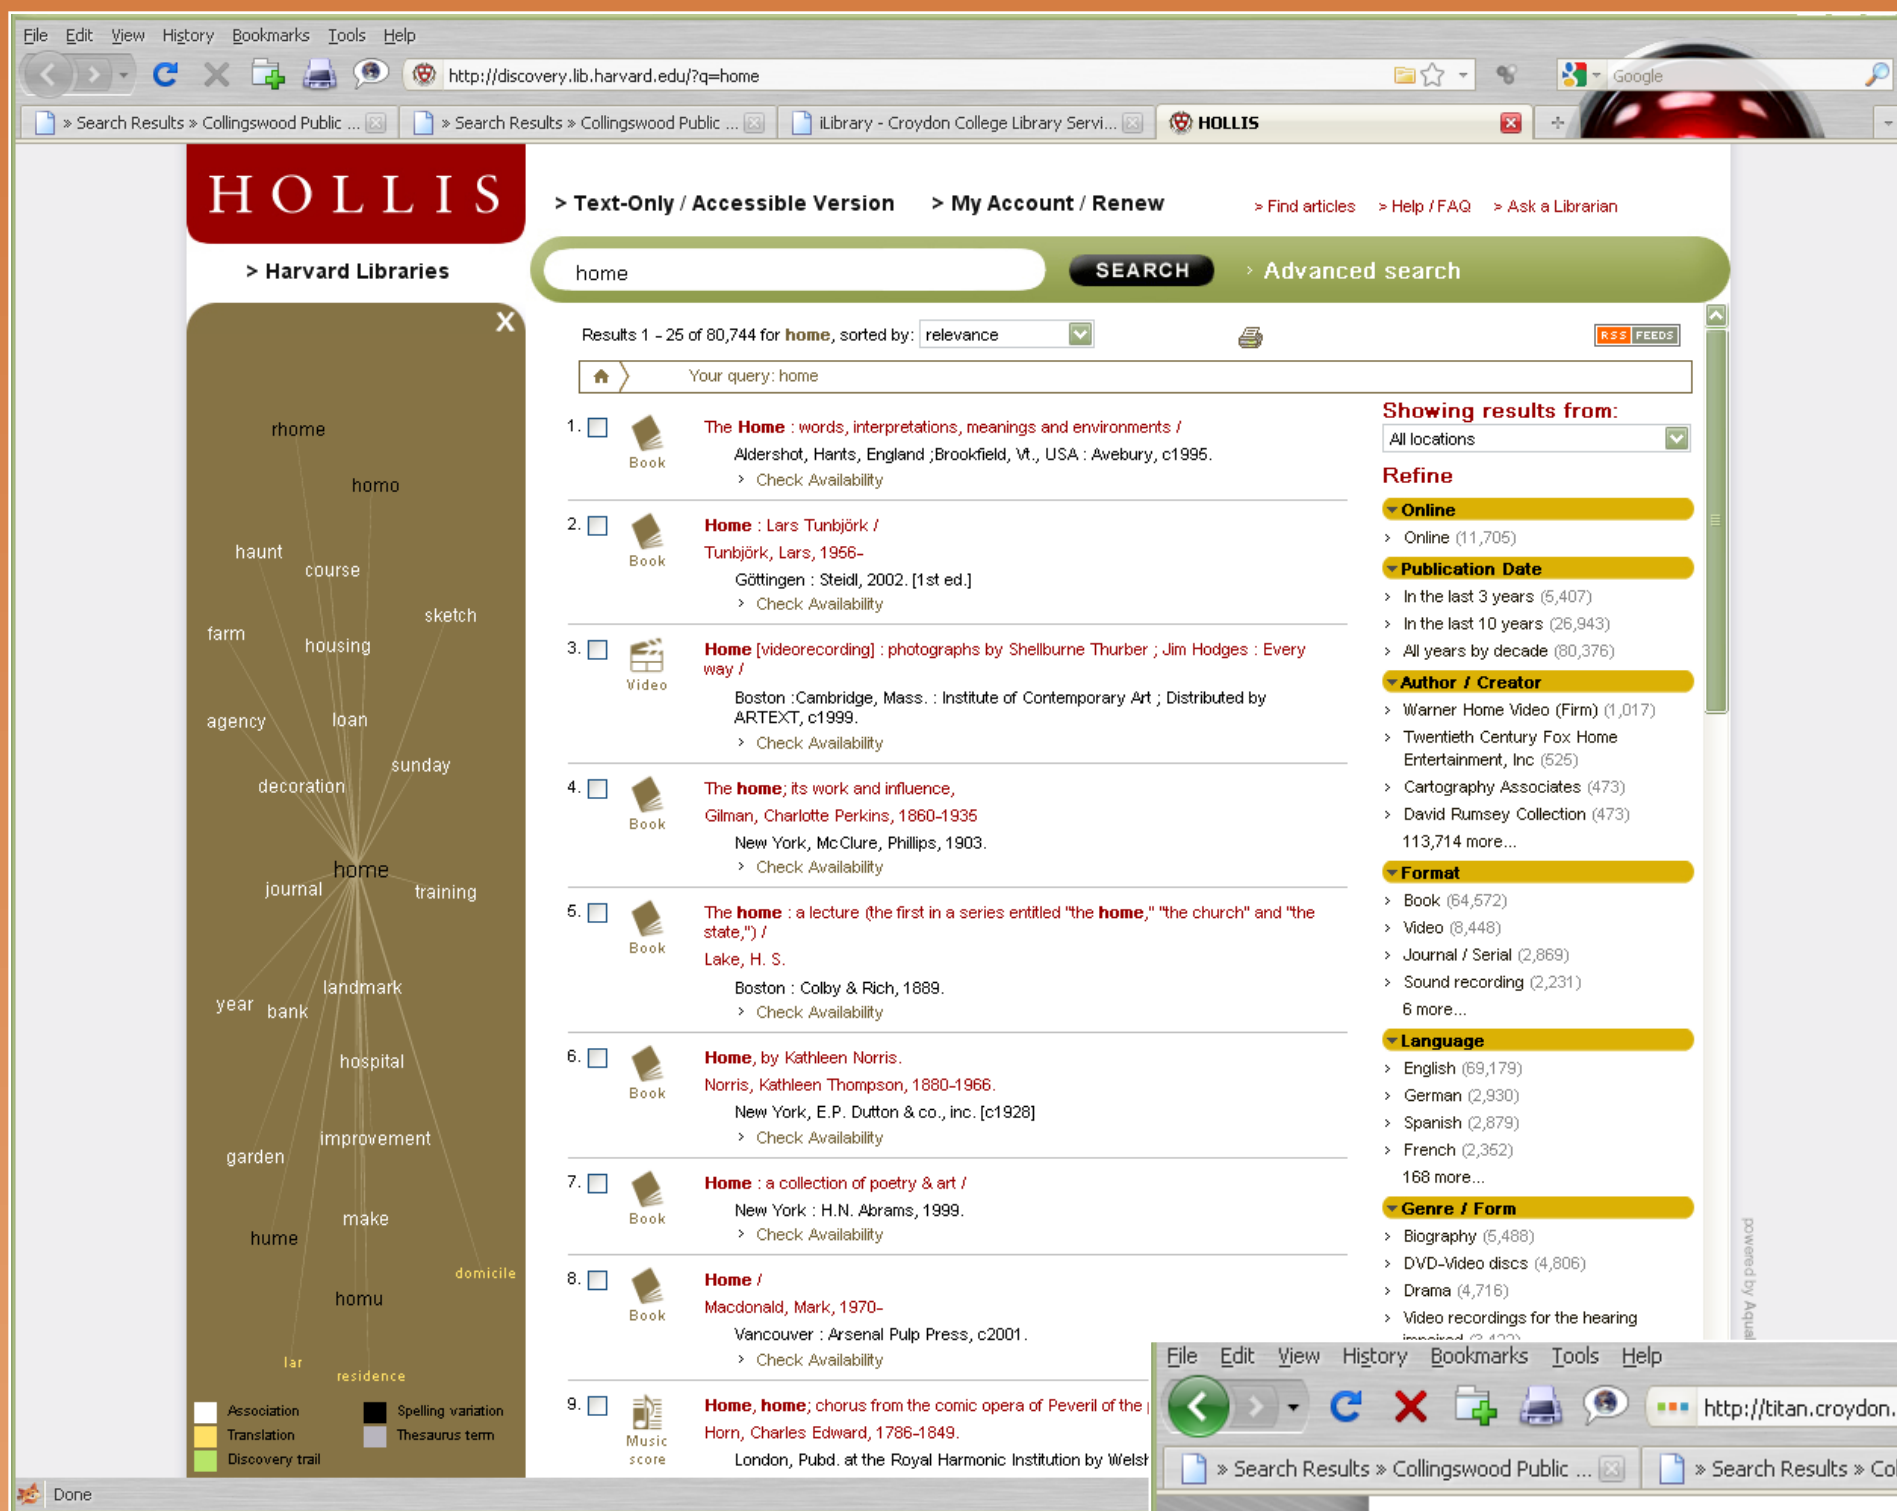 File Edit View History Bookmarks Tools Help
http://discovery.lib.harvard.edu/?q=home
Google
» Search Results » Collingswood Public ...
» Search Results » Collingswood Public ...
iLibrary - Croydon College Library Servi...
HOLLIS
HOLLIS
> Text-Only / Accessible Version > My Account / Renew
> Find articles > Help / FAQ > Ask a Librarian
> Harvard Libraries
home
SEARCH
› Advanced search
X
rhome
homo
haunt
course
sketch
farm
housing
agency
loan
sunday
decoration
home
journal
training
landmark
year
bank
hospital
improvement
garden
make
hume
domicile
homu
lar
residence
Association
Spelling variation
Translation
Thesaurus term
Discovery trail
Results 1 - 25 of 80,744 for home, sorted by: relevance
RSS FEEDS
Your query: home
1.
Book
The Home : words, interpretations, meanings and environments /
Aldershot, Hants, England ;Brookfield, Vt., USA : Avebury, c1995.
› Check Availability
2.
Book
Home : Lars Tunbjörk /
Tunbjörk, Lars, 1956-
Göttingen : Steidl, 2002. [1st ed.]
› Check Availability
3.
Video
Home [videorecording] : photographs by Shellburne Thurber ; Jim Hodges : Every
way /
Boston :Cambridge, Mass. : Institute of Contemporary Art ; Distributed by
ARTEXT, c1999.
› Check Availability
4.
Book
The home; its work and influence,
Gilman, Charlotte Perkins, 1860-1935
New York, McClure, Phillips, 1903.
› Check Availability
5.
Book
The home : a lecture (the first in a series entitled "the home," "the church" and "the
state,") /
Lake, H. S.
Boston : Colby & Rich, 1889.
› Check Availability
6.
Book
Home, by Kathleen Norris.
Norris, Kathleen Thompson, 1880-1966.
New York, E.P. Dutton & co., inc. [c1928]
› Check Availability
7.
Book
Home : a collection of poetry & art /
New York : H.N. Abrams, 1999.
› Check Availability
8.
Book
Home /
Macdonald, Mark, 1970-
Vancouver : Arsenal Pulp Press, c2001.
› Check Availability
9.
Music
score
Home, home; chorus from the comic opera of Peveril of the
Horn, Charles Edward, 1786-1849.
London, Pubd. at the Royal Harmonic Institution by Welsh
Showing results from:
All locations
Refine
Online
› Online (11,705)
Publication Date
› In the last 3 years (5,407)
› In the last 10 years (26,943)
› All years by decade (80,376)
Author / Creator
› Warner Home Video (Firm) (1,017)
› Twentieth Century Fox Home
Entertainment, Inc (525)
› Cartography Associates (473)
› David Rumsey Collection (473)
113,714 more...
Format
› Book (64,572)
› Video (8,448)
› Journal / Serial (2,869)
› Sound recording (2,231)
6 more...
Language
› English (69,179)
› German (2,930)
› Spanish (2,879)
› French (2,352)
168 more...
Genre / Form
› Biography (5,488)
› DVD-Video discs (4,806)
› Drama (4,716)
› Video recordings for the hearing
powered by
Done
File Edit View History Bookmarks Tools Help
http://titan.croydon.
» Search Results » Collingswood Public ...
» Search Results »